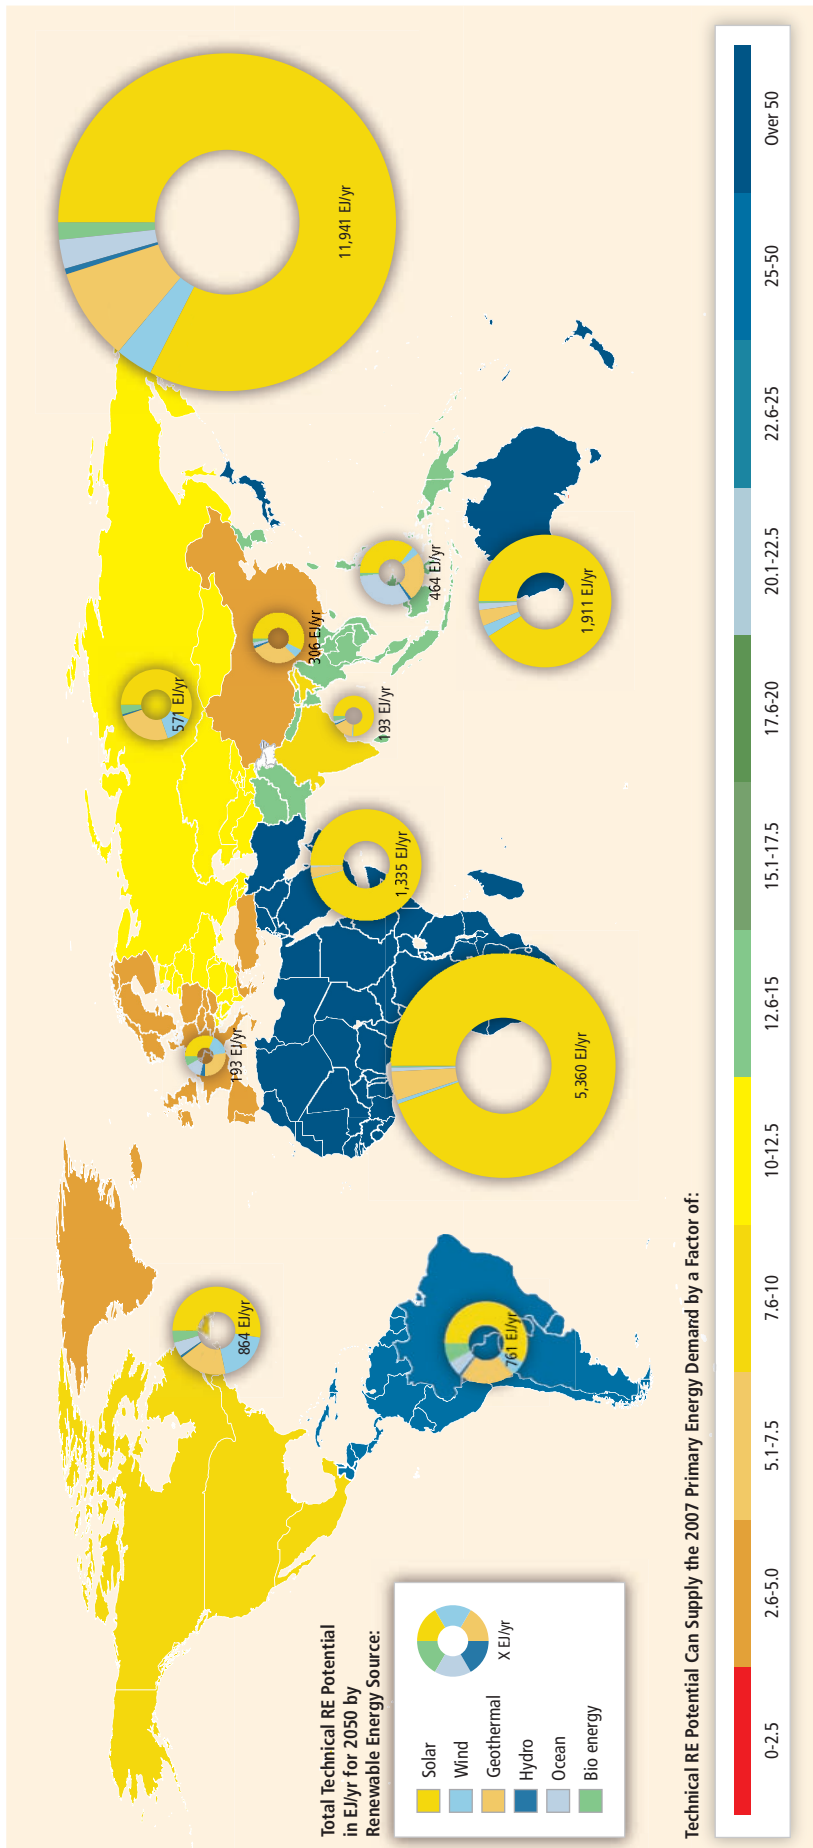 11,941 EJ/yr
571 EJ/yr
306 EJ/yr
193 EJ/yr
464 EJ/yr
193 EJ/yr
1,335 EJ/yr
1,911 EJ/yr
864 EJ/yr
5,360 EJ/yr
761 EJ/yr
Total Technical RE Potential
in EJ/yr for 2050 by
Renewable Energy Source:
Solar
Wind
Geothermal
Hydro
Ocean
Bio energy
X EJ/yr
Technical RE Potential Can Supply the 2007 Primary Energy Demand by a Factor of:
0-2.5
2.6-5.0
5.1-7.5
7.6-10
10-12.5
12.6-15
15.1-17.5
17.6-20
20.1-22.5
22.6-25
25-50
Over 50